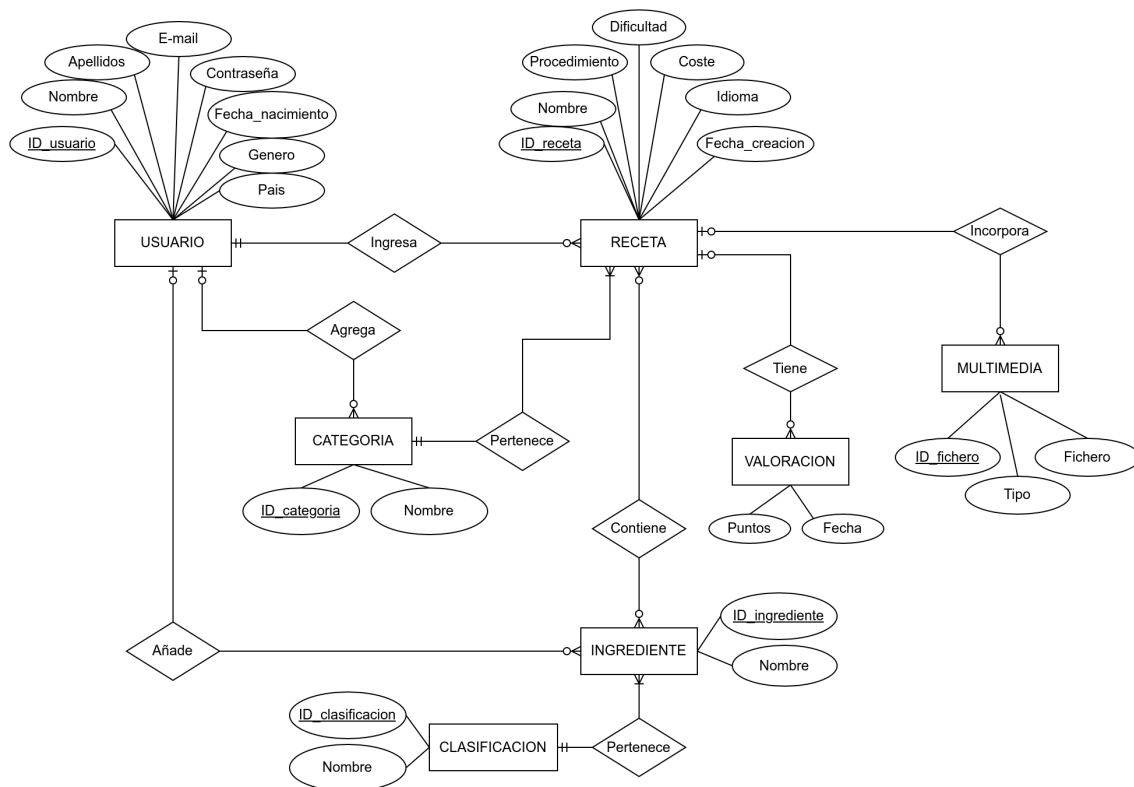 Dificultad
E-mail
Apellidos
Procedimiento
Coste
Contraseña
Nombre
Idioma
Nombre
Fecha_nacimiento
ID_usuario
ID_receta
Fecha_creacion
Genero
Pais
USUARIO
Ingresa
RECETA
Incorpora
Agrega
Tiene
MULTIMEDIA
CATEGORIA
Pertenece
VALORACION
ID_fichero
Fichero
Tipo
ID_categoria
Nombre
Contiene
Puntos
Fecha
ID_ingrediente
Añade
INGREDIENTE
Nombre
ID_clasificacion
CLASIFICACION
Pertenece
Nombre